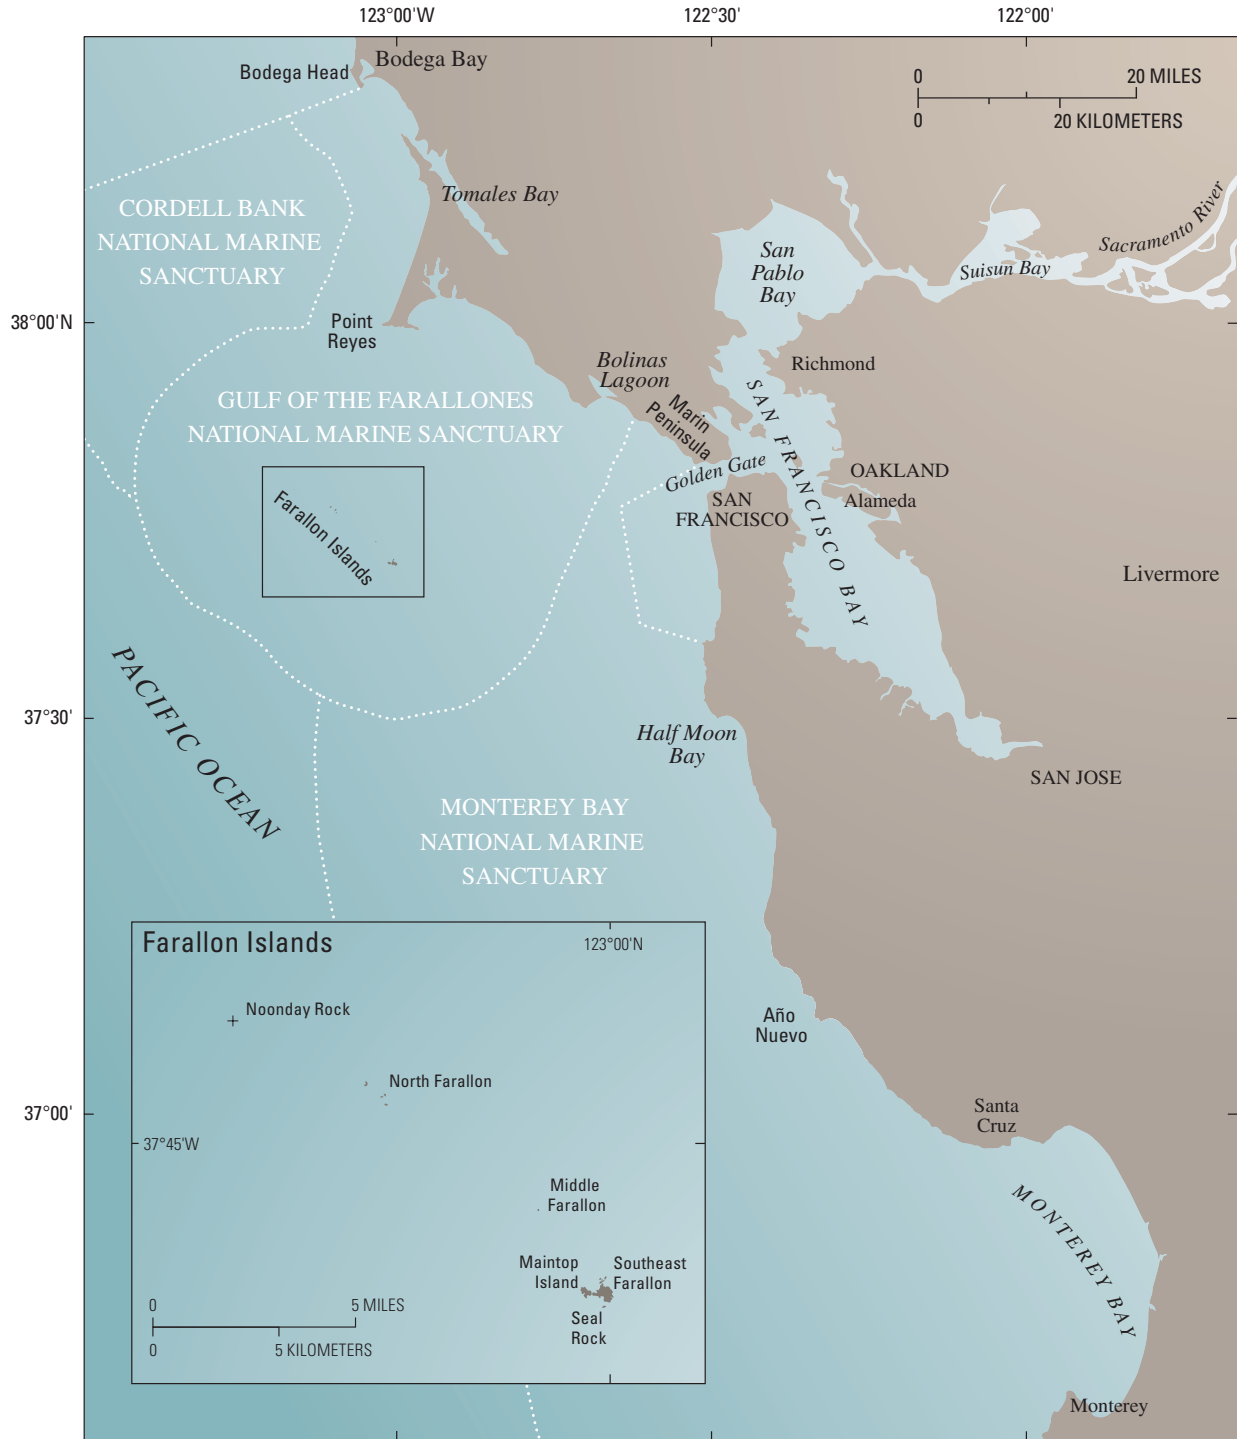 123°00'W
122°30'
122°00'
Bodega Head
Bodega Bay
0
20 MILES
0
20 KILOMETERS
Tomales Bay
CORDELL BANK
NATIONAL MARINE
SANCTUARY
San
Pablo
Bay
Suisun Bay
Sacramento River
38°00'N
Point
Reyes
Bolinas
Lagoon
Richmond
Marin
Peninsula
GULF OF THE FARALLONES
NATIONAL MARINE SANCTUARY
SAN FRANCISCO BAY
Golden Gate
OAKLAND
Alameda
SAN
FRANCISCO
Farallon Islands
Livermore
PACIFIC OCEAN
37°30'
Half Moon
Bay
SAN JOSE
MONTEREY BAY
NATIONAL MARINE
SANCTUARY
Farallon Islands
123°00'N
Noonday Rock
North Farallon
37°45'W
Middle
Farallon
Maintop
Island
Southeast
Farallon
Seal
Rock
0
5 MILES
0
5 KILOMETERS
Año
Nuevo
37°00'
Santa
Cruz
MONTEREY BAY
Monterey